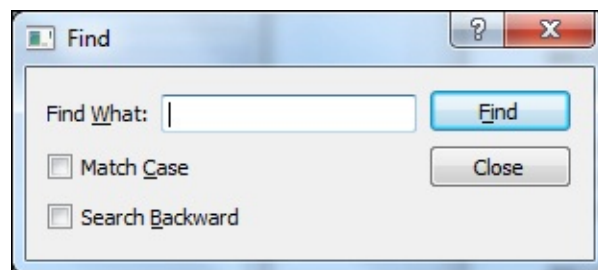 Find
Find What:
Find
Match Case
Close
Search Backward